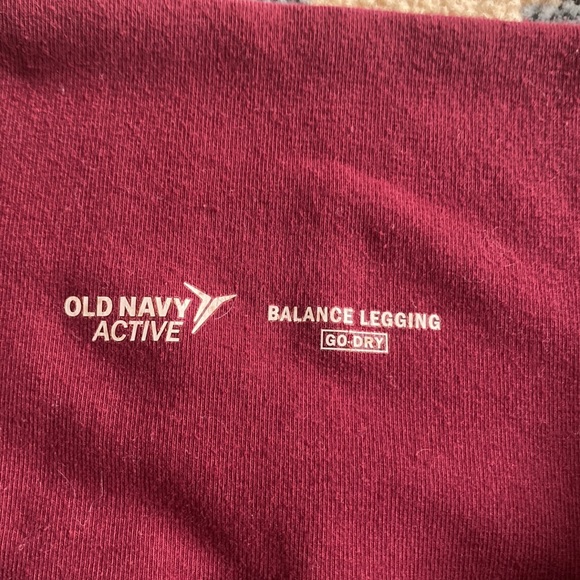 OLD NAVY
ACTIVE
BALANCE LEGGING
GO-DRY